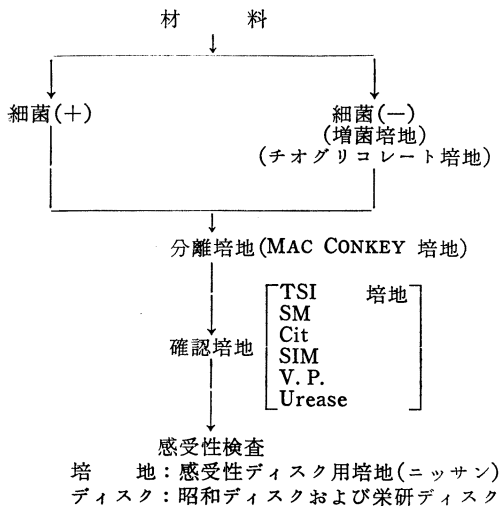 材　　料
細菌(+)　　細菌(－)
(増菌培地)
(チオグリコレート培地)
分離培地(MAC CONKEY 培地)
TSI　培地
SM
Cit
確認培地　SIM
V. P.
Urease
感受性検査
培　　地：感受性ディスク用培地(ニッサン)
ディスク：昭和ディスクおよび栄研ディスク